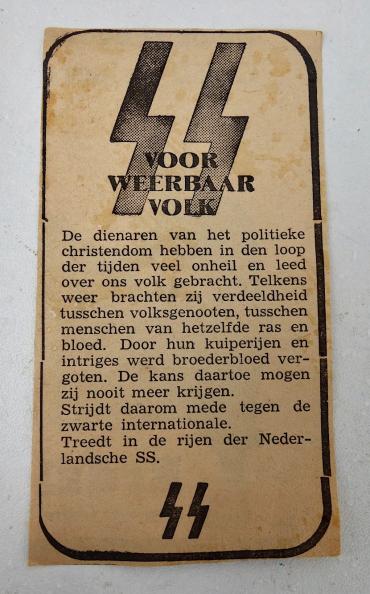 SS
VOOR
WEERBAAR
VOLK
De dienaren van het politieke
christendom hebben in den loop
der tijden veel onheil en leed
over ons volk gebracht. Telkens
weer brachten zij verdeeldheid
tusschen volksgenooten, tusschen
menschen van hetzelfde ras en
bloed. Door hun kuiperijen en
intriges werd broederbloed ver-
goten. De kans daartoe mogen
zij nooit meer krijgen.
Strijdt daarom mede tegen de
zwarte internationale.
Treedt in de rijen der Neder-
landsche SS.
SS